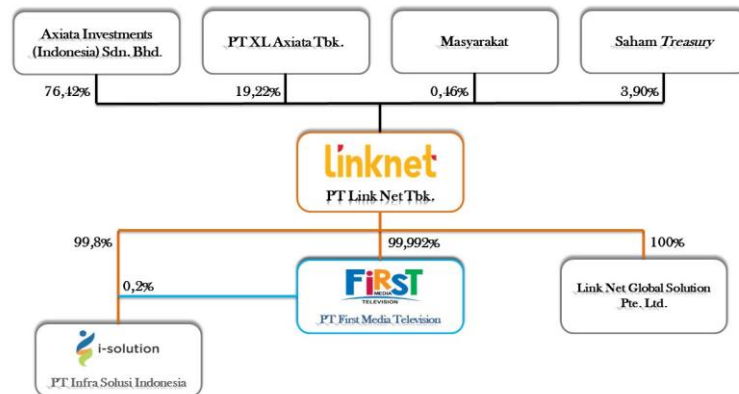 Axiata Investments
(Indonesia) Sdn. Bhd.
PT XL Axiata Tbk.
Masyarakat
Saham Treasury
76,42%
19,22%
0,46%
3,90%
linknet
PT Link Net Tbk.
99,8%
99,992%
100%
0,2%
FiRST
MEDIA
TELEVISION
PT First Media Television
Link Net Global Solution
Pte. Ltd.
i-solution
PT Infra Solusi Indonesia